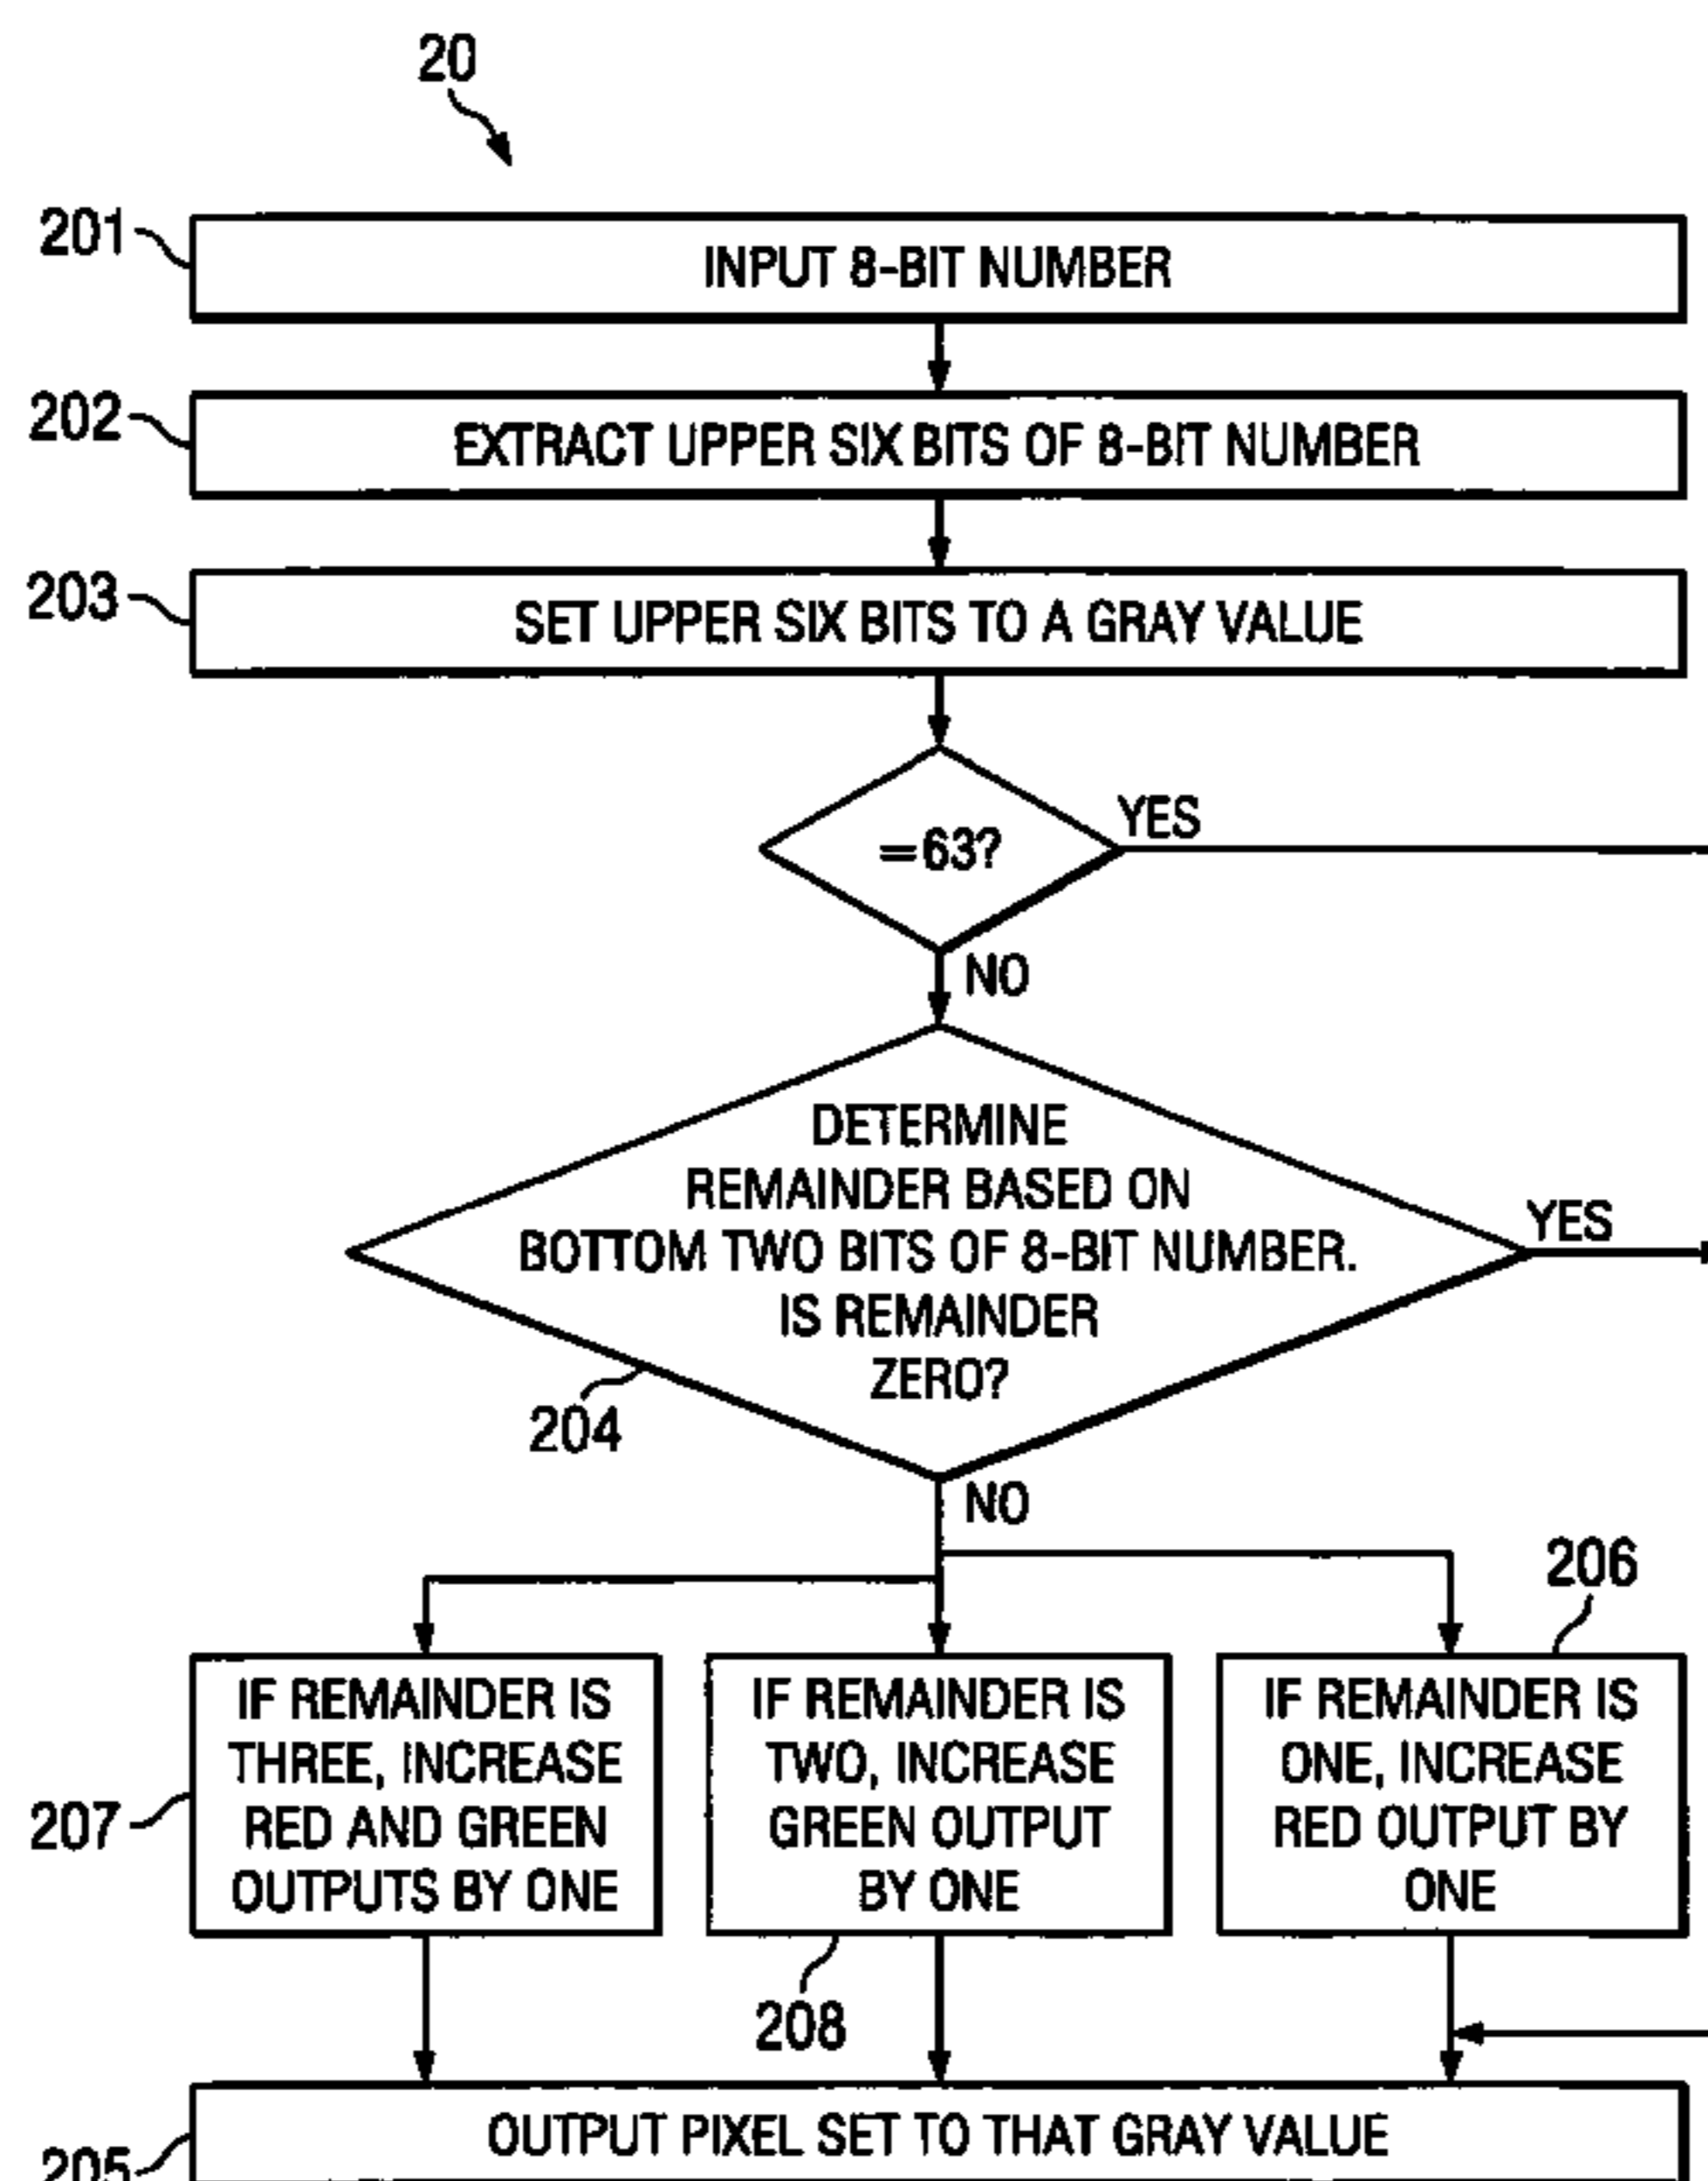 20
201
INPUT 8-BIT NUMBER
202
EXTRACT UPPER SIX BITS OF 8-BIT NUMBER
203
SET UPPER SIX BITS TO A GRAY VALUE
=63?
YES
NO
DETERMINE
REMAINDER BASED ON
BOTTOM TWO BITS OF 8-BIT NUMBER.
IS REMAINDER
ZERO?
YES
204
NO
206
IF REMAINDER IS
THREE, INCREASE
RED AND GREEN
OUTPUTS BY ONE
207
IF REMAINDER IS
TWO, INCREASE
GREEN OUTPUT
BY ONE
208
IF REMAINDER IS
ONE, INCREASE
RED OUTPUT BY
ONE
OUTPUT PIXEL SET TO THAT GRAY VALUE
205